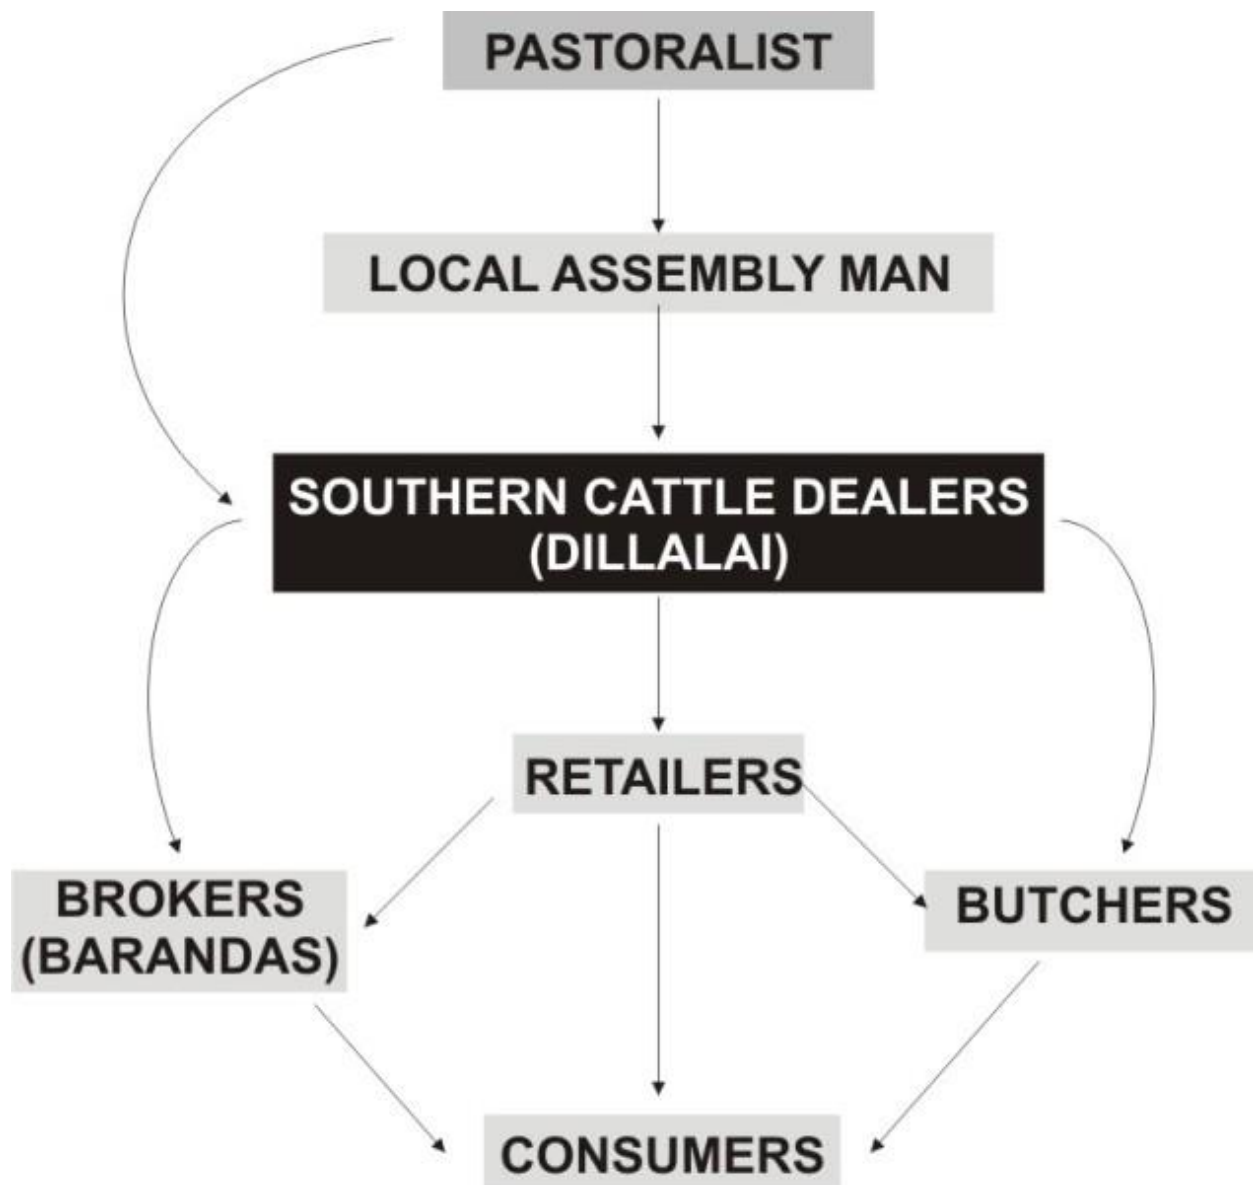 PASTORALIST
LOCAL ASSEMBLY MAN
SOUTHERN CATTLE DEALERS
(DILLALAI)
RETAILERS
BROKERS
(BARANDAS)
BUTCHERS
CONSUMERS